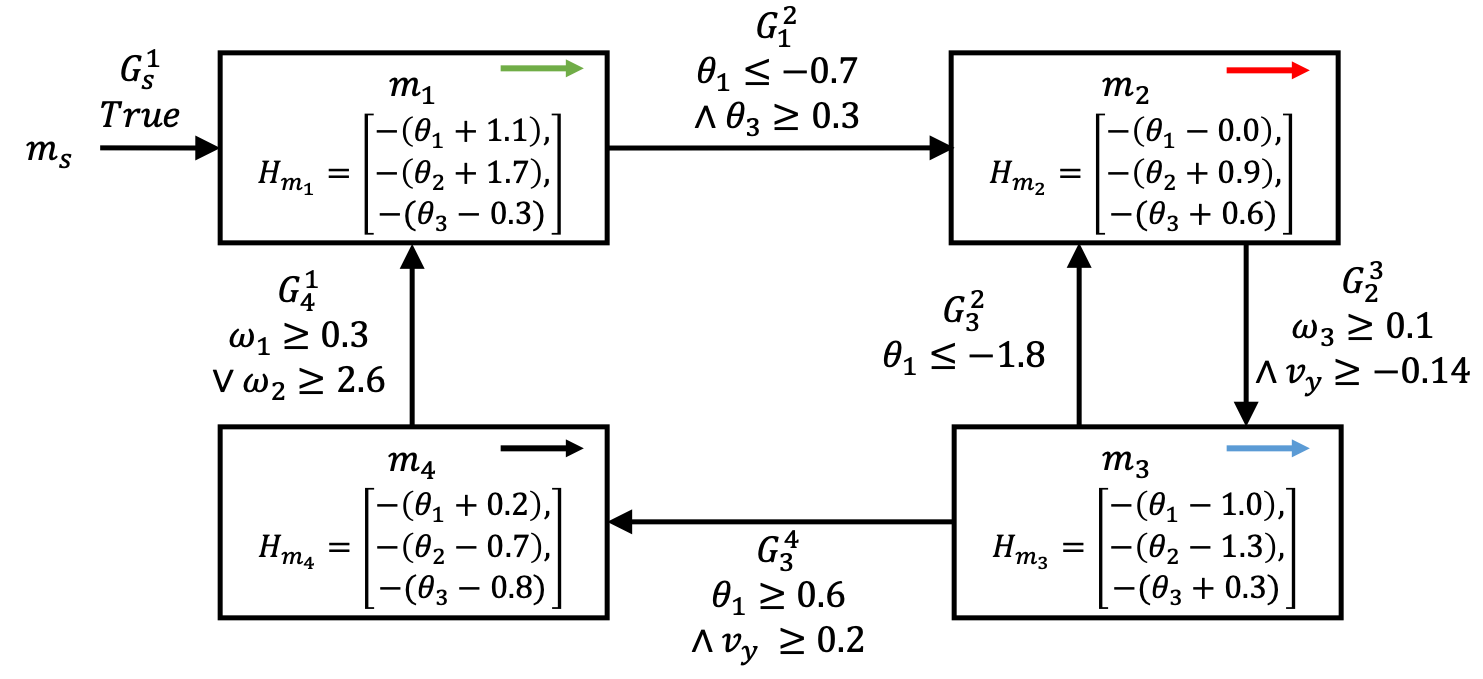 G_s^1
True
m_s
m_1
H_{m_1} = [−(θ_1 + 1.1),
−(θ_2 + 1.7),
−(θ_3 − 0.3)]
G_1^2
θ_1 ≤ −0.7
∧ θ_3 ≥ 0.3
m_2
H_{m_2} = [−(θ_1 − 0.0),
−(θ_2 + 0.9),
−(θ_3 + 0.6)]
G_4^1
ω_1 ≥ 0.3
∨ ω_2 ≥ 2.6
G_3^2
θ_1 ≤ −1.8
G_2^3
ω_3 ≥ 0.1
∧ v_y ≥ −0.14
m_4
H_{m_4} = [−(θ_1 + 0.2),
−(θ_2 − 0.7),
−(θ_3 − 0.8)]
G_3^4
θ_1 ≥ 0.6
∧ v_y ≥ 0.2
m_3
H_{m_3} = [−(θ_1 − 1.0),
−(θ_2 − 1.3),
−(θ_3 + 0.3)]